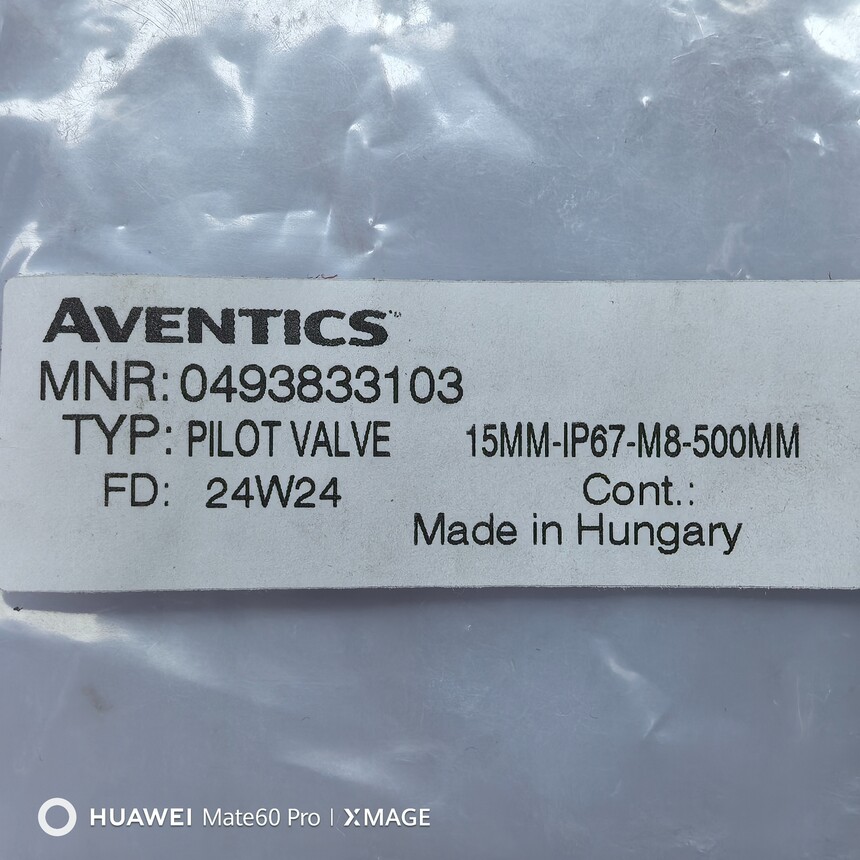 AVENTICS™
MNR: 0493833103
TYP: PILOT VALVE 15MM-IP67-M8-500MM
FD: 24W24 Cont.:
Made in Hungary
HUAWEI Mate60 Pro | XMAGE